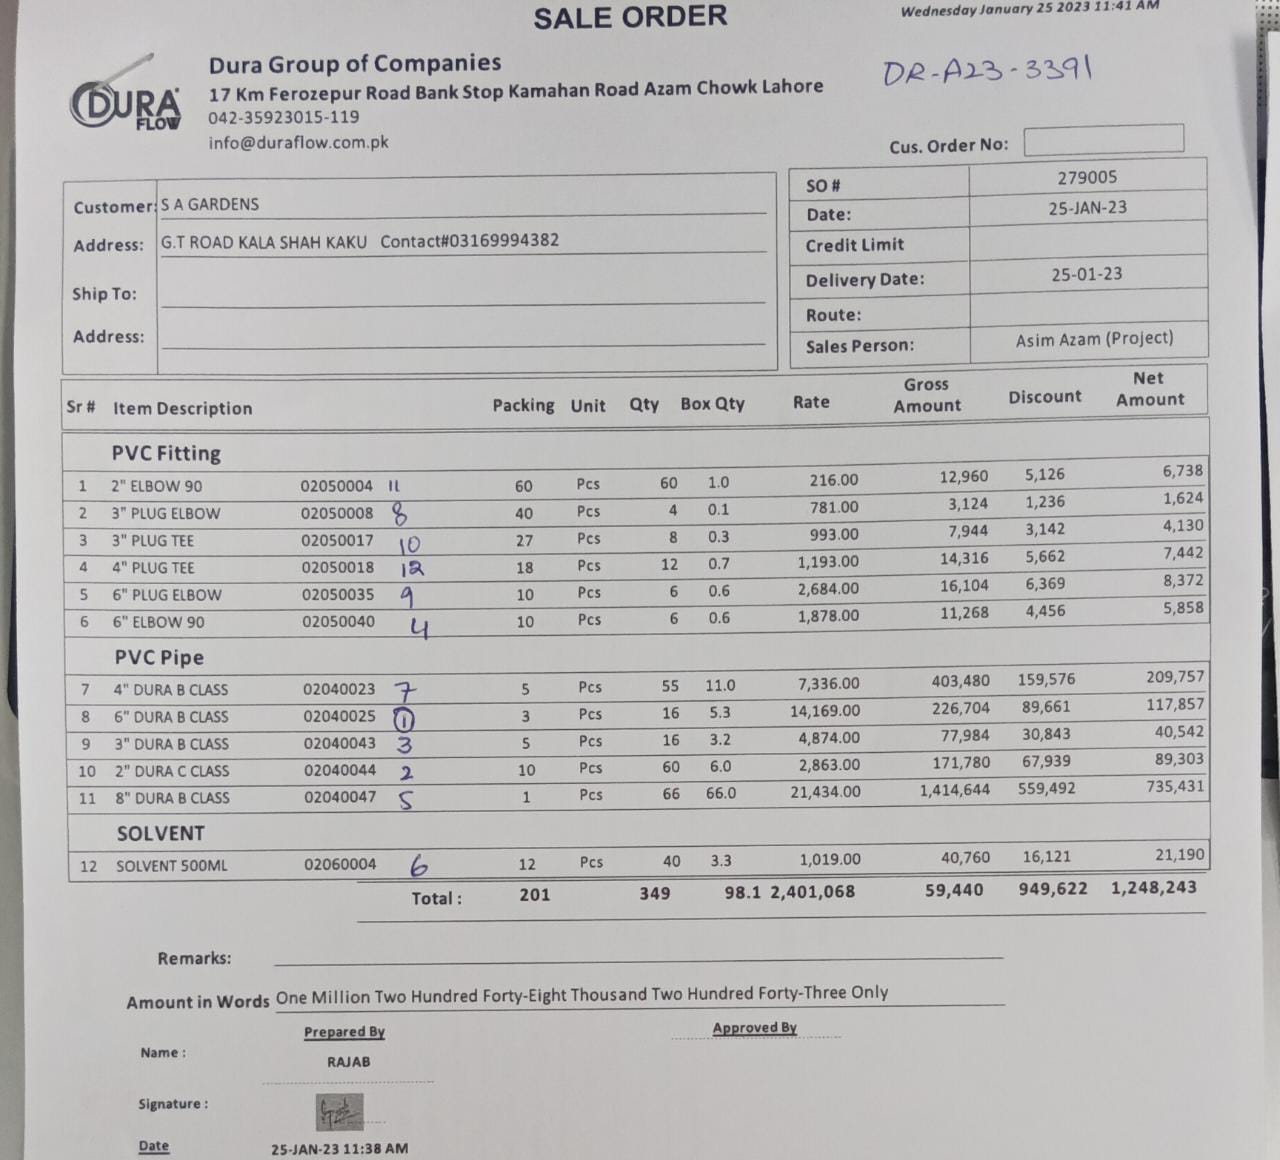 SALE ORDER
Wednesday January 25 2023 11:41 AM
DURA FLOW
Dura Group of Companies
17 Km Ferozepur Road Bank Stop Kamahan Road Azam Chowk Lahore
042-35923015-119
info@duraflow.com.pk
DR-A23-3391
Cus. Order No:
Customer: S A GARDENS
Address: G.T ROAD KALA SHAH KAKU Contact#03169994382
Ship To:
Address:
SO # 279005
Date: 25-JAN-23
Credit Limit
Delivery Date: 25-01-23
Route:
Sales Person: Asim Azam (Project)
Sr # Item Description Packing Unit Qty Box Qty Rate Gross Amount Discount Net Amount
PVC Fitting
1 2" ELBOW 90 02050004 11 60 Pcs 60 1.0 216.00 12,960 5,126 6,738
2 3" PLUG ELBOW 02050008 8 40 Pcs 4 0.1 781.00 3,124 1,236 1,624
3 3" PLUG TEE 02050017 10 27 Pcs 8 0.3 993.00 7,944 3,142 4,130
4 4" PLUG TEE 02050018 12 18 Pcs 12 0.7 1,193.00 14,316 5,662 7,442
5 6" PLUG ELBOW 02050035 9 10 Pcs 6 0.6 2,684.00 16,104 6,369 8,372
6 6" ELBOW 90 02050040 4 10 Pcs 6 0.6 1,878.00 11,268 4,456 5,858
PVC Pipe
7 4" DURA B CLASS 02040023 7 5 Pcs 55 11.0 7,336.00 403,480 159,576 209,757
8 6" DURA B CLASS 02040025 1 3 Pcs 16 5.3 14,169.00 226,704 89,661 117,857
9 3" DURA B CLASS 02040043 3 5 Pcs 16 3.2 4,874.00 77,984 30,843 40,542
10 2" DURA C CLASS 02040044 2 10 Pcs 60 6.0 2,863.00 171,780 67,939 89,303
11 8" DURA B CLASS 02040047 5 1 Pcs 66 66.0 21,434.00 1,414,644 559,492 735,431
SOLVENT
12 SOLVENT 500ML 02060004 6 12 Pcs 40 3.3 1,019.00 40,760 16,121 21,190
Total : 201 349 98.1 2,401,068 59,440 949,622 1,248,243
Remarks:
Amount in Words One Million Two Hundred Forty-Eight Thousand Two Hundred Forty-Three Only
Prepared By Approved By
Name : RAJAB
Signature :
Date 25-JAN-23 11:38 AM